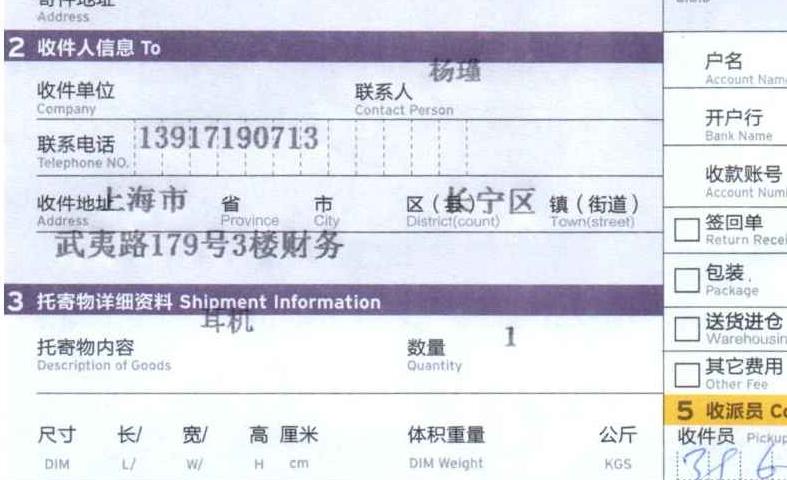 寄件地址
Address
2 收件人信息 To
杨瑾
收件单位 联系人
Company Contact Person
联系电话 13917190713
Telephone NO.
收件地址 上海市 省 市 区（县） 长宁区 镇（街道）
Address Province City District(count) Town(street)
武夷路179号3楼财务
3 托寄物详细资料 Shipment Information
耳机
托寄物内容 数量 1
Description of Goods Quantity
尺寸 长/ 宽/ 高 厘米 体积重量 公斤
DIM L/ W/ H cm DIM Weight KGS
户名
Account Nam
开户行
Bank Name
收款账号
Account Num
签回单
Return Recei
包装
Package
送货进仓
Warehousin
其它费用
Other Fee
5 收派员 Co
收件员 Pickup